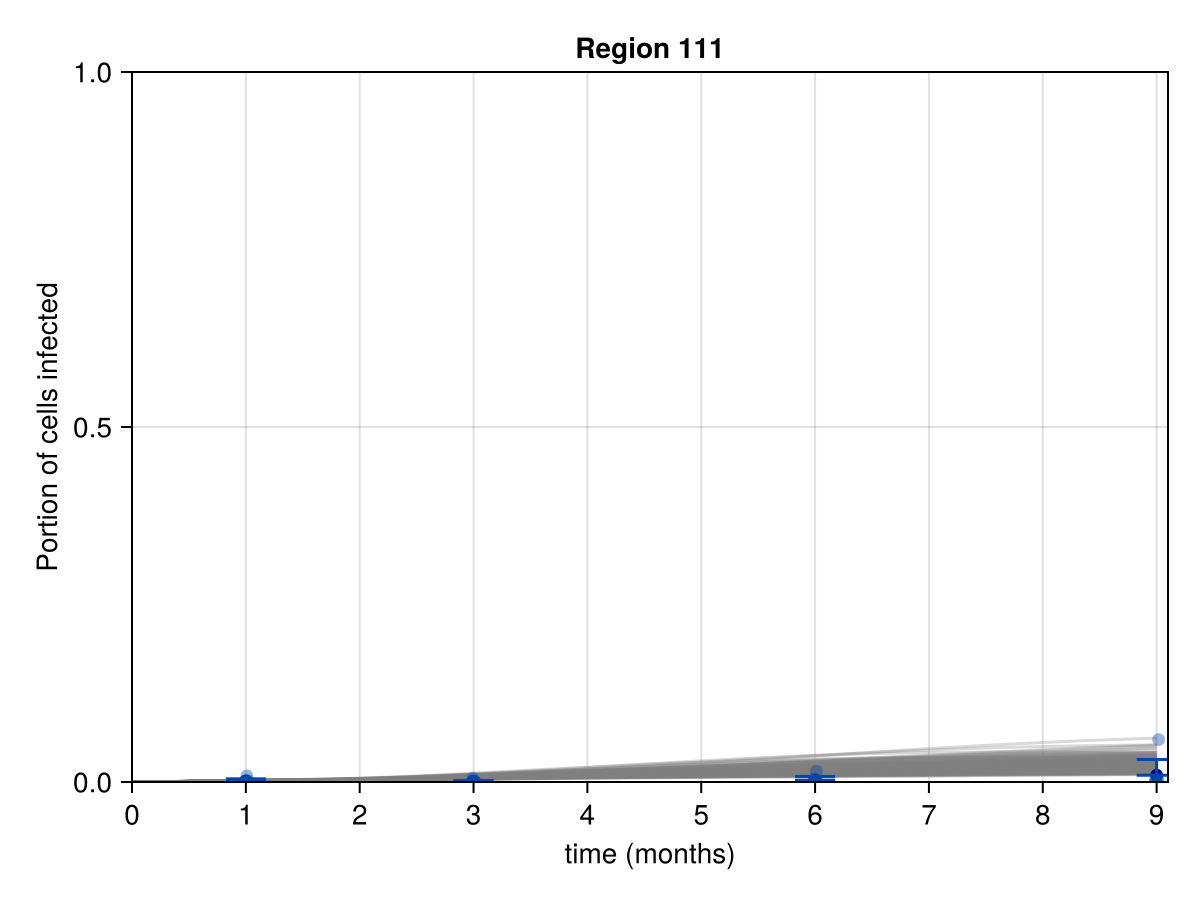 Region 111
1.0
0.5
0.0
Portion of cells infected
0 1 2 3 4 5 6 7 8 9
time (months)